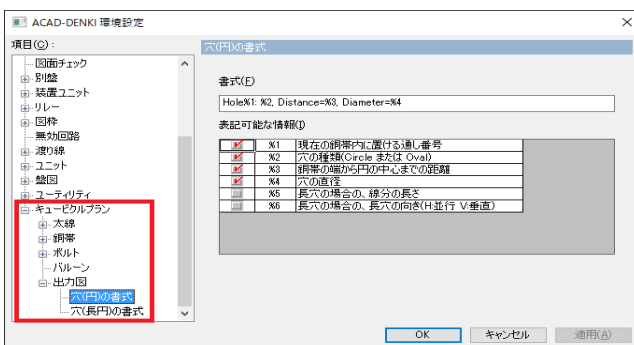 ACAD-DENKI 環境設定
項目(O):
図面チェック
別盤
装置ユニット
リレー
図枠
無効回路
渡り線
ユニット
盤図
ユーティリティ
キュービクルプラン
太線
銅帯
ボルト
バルーン
出力図
穴(円)の書式
穴(長円)の書式
穴(円)の書式
書式(F)
Hole%1: %2, Distance=%3, Diameter=%4
表記可能な情報(I)
%1 現在の銅帯内に置ける通し番号
%2 穴の種類(Circle または Oval)
%3 銅帯の端から円の中心までの距離
%4 穴の直径
%5 長穴の場合の、線分の長さ
%6 長穴の場合の、長穴の向き(H:並行 V:垂直)
OK キャンセル 適用(A)